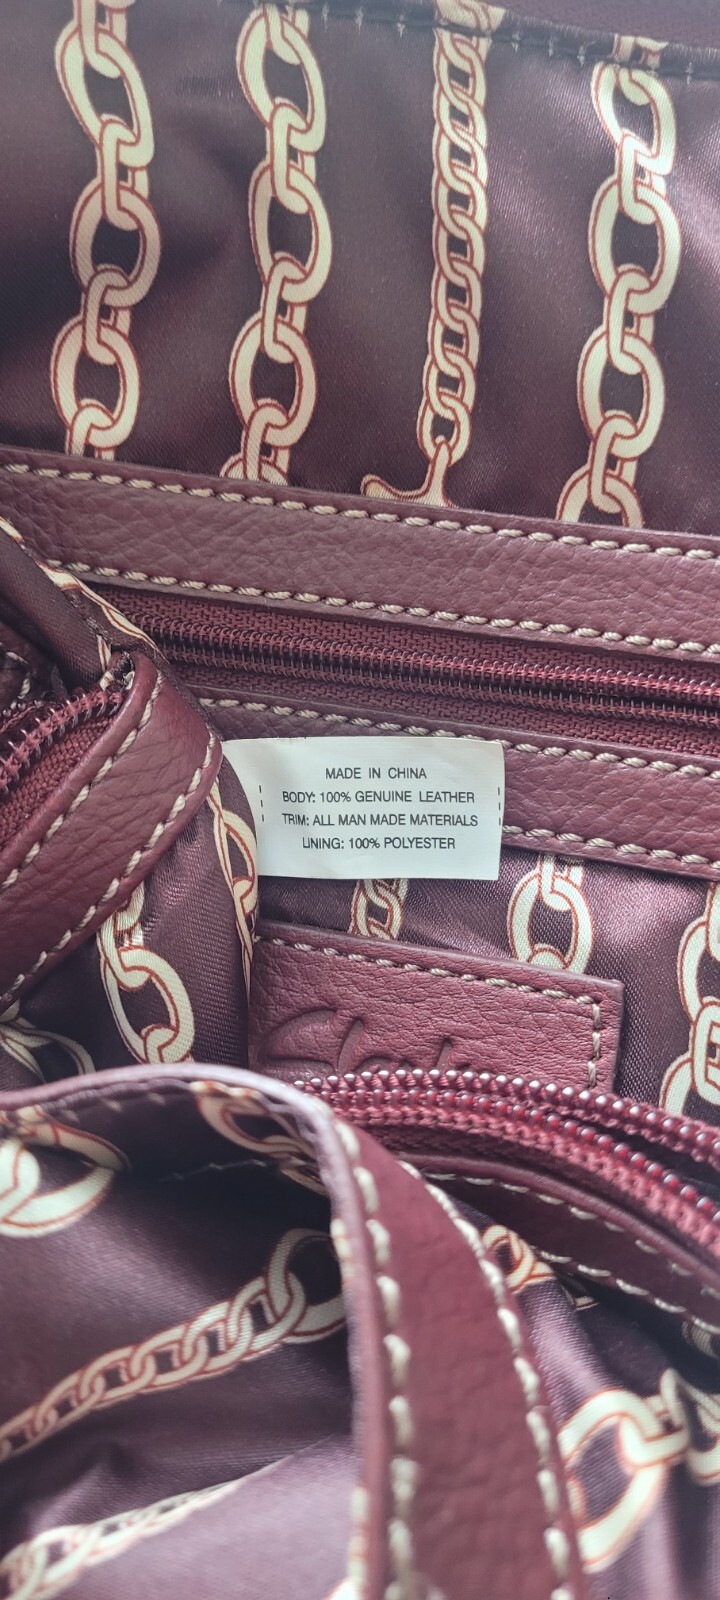 MADE IN CHINA
BODY: 100% GENUINE LEATHER
TRIM: ALL MAN MADE MATERIALS
LINING: 100% POLYESTER